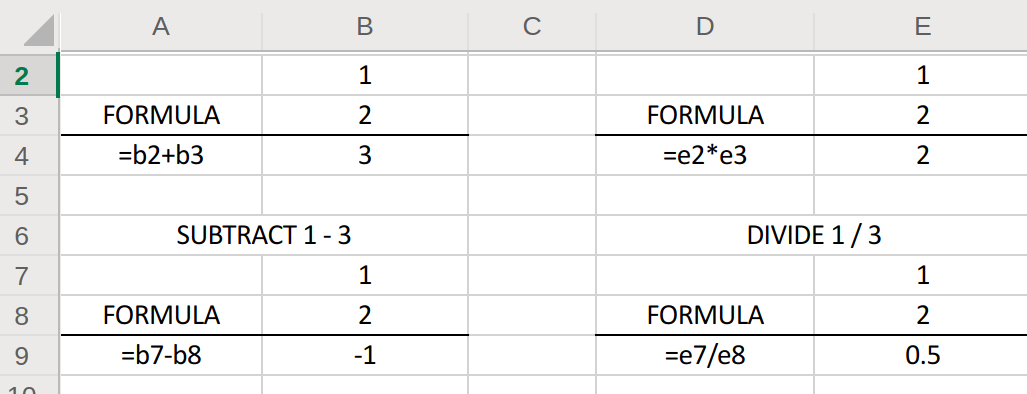 A B C D E
2 1 1
3 FORMULA 2 FORMULA 2
4 =b2+b3 3 =e2*e3 2
5
6 SUBTRACT 1 - 3 DIVIDE 1 / 3
7 1 1
8 FORMULA 2 FORMULA 2
9 =b7-b8 -1 =e7/e8 0.5
10